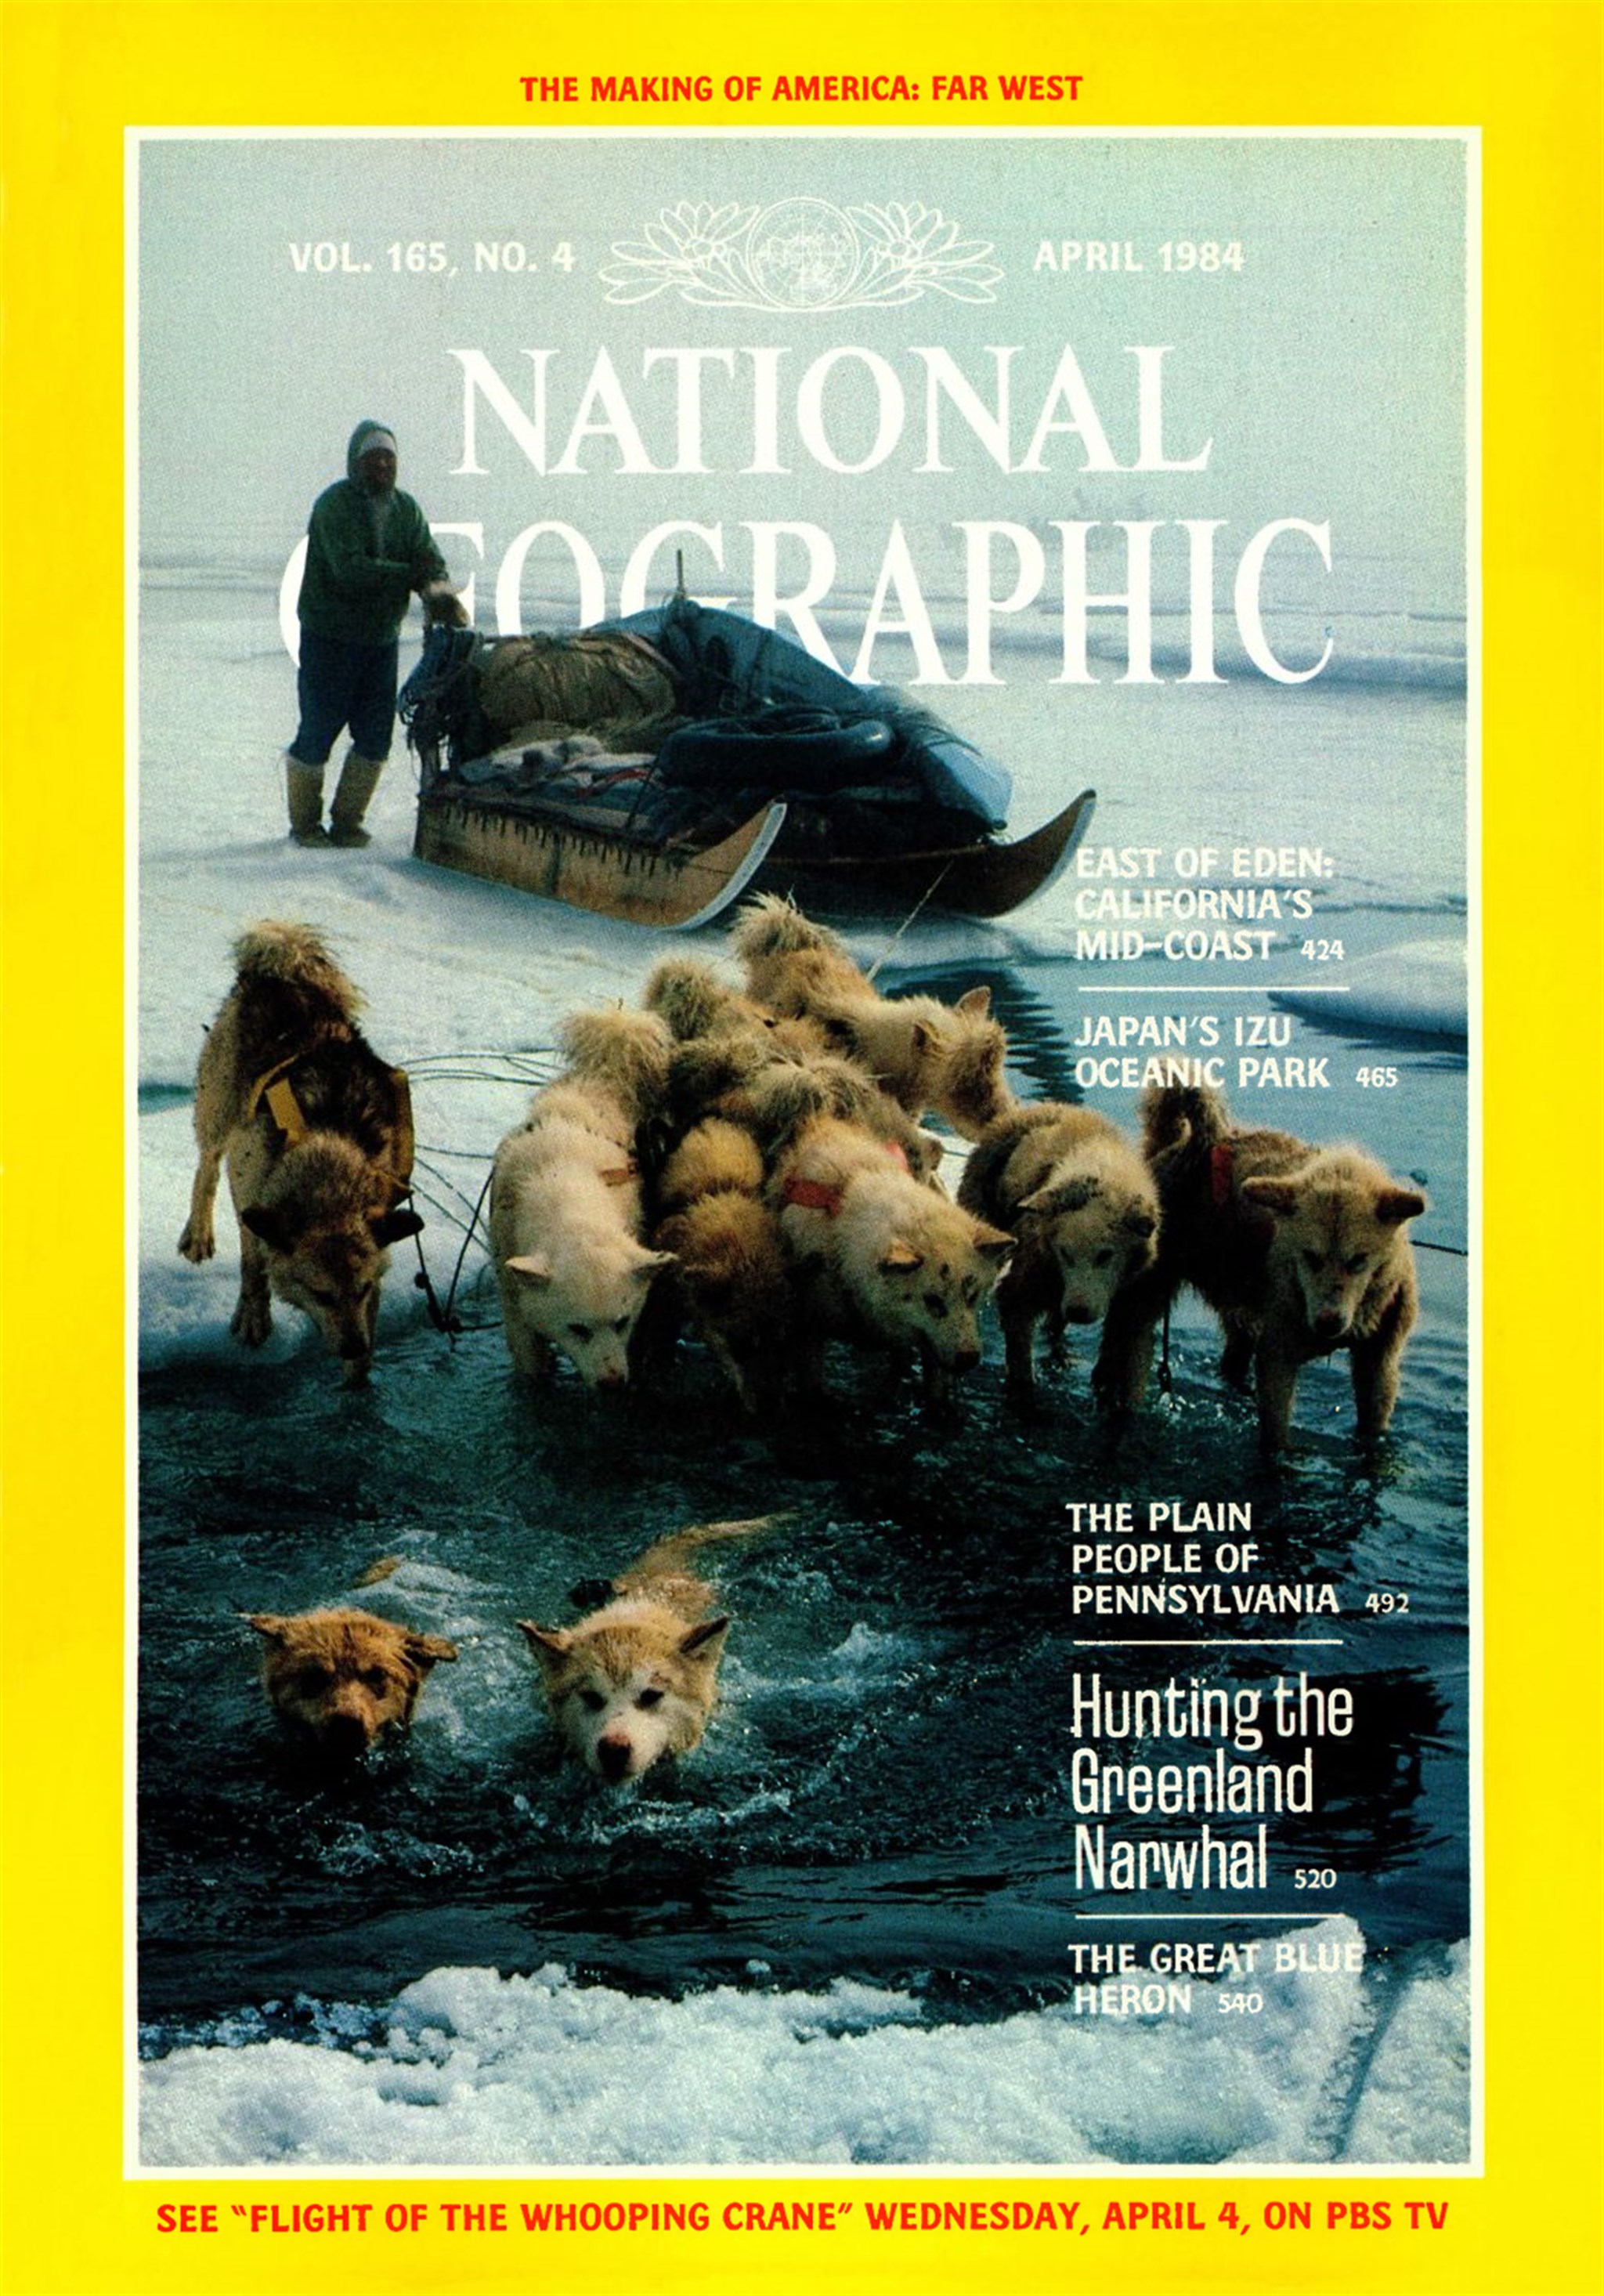 THE MAKING OF AMERICA: FAR WEST
VOL. 165, NO. 4
APRIL 1984
NATIONAL
GEOGRAPHIC
EAST OF EDEN:
CALIFORNIA'S
MID-COAST 424
JAPAN'S IZU
OCEANIC PARK 465
THE PLAIN
PEOPLE OF
PENNSYLVANIA 492
Hunting the
Greenland
Narwhal 520
THE GREAT BLUE
HERON 540
SEE "FLIGHT OF THE WHOOPING CRANE" WEDNESDAY, APRIL 4, ON PBS TV